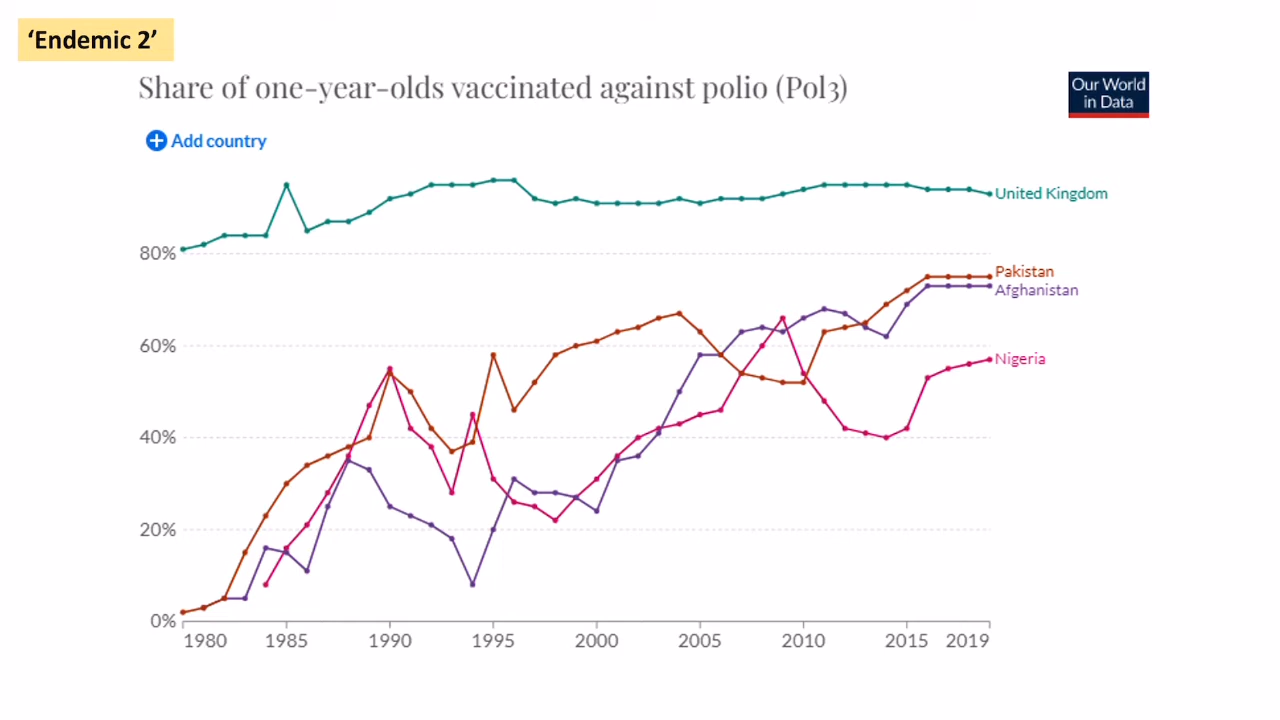 ‘Endemic 2’
Share of one-year-olds vaccinated against polio (Pol3)
Our World
in Data
Add country
United Kingdom
80%
Pakistan
Afghanistan
60%
Nigeria
40%
20%
0%
1980 1985 1990 1995 2000 2005 2010 2015 2019